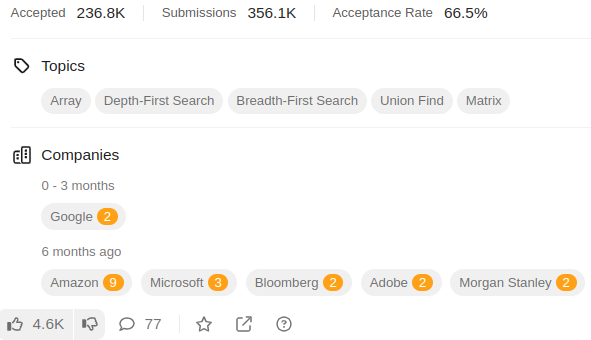 Accepted 236.8K Submissions 356.1K Acceptance Rate 66.5%
Topics
Array Depth-First Search Breadth-First Search Union Find Matrix
Companies
0 - 3 months
Google 2
6 months ago
Amazon 9 Microsoft 3 Bloomberg 2 Adobe 2 Morgan Stanley 2
4.6K 77 ?